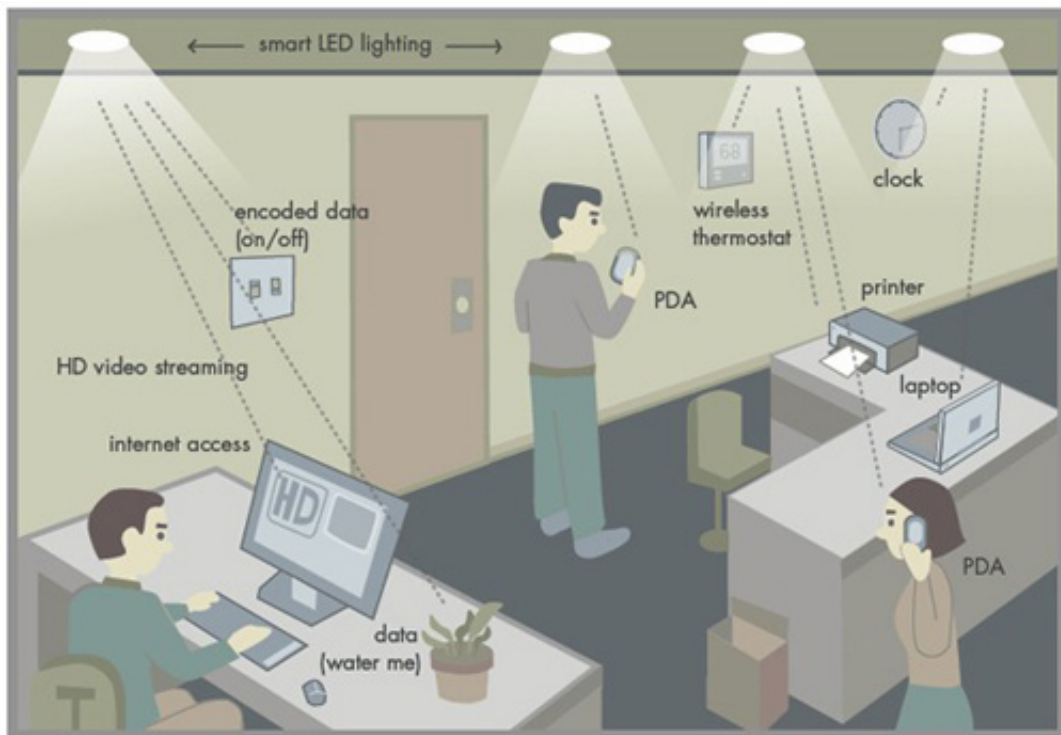 smart LED lighting
encoded data
(on/off)
68
clock
wireless
thermostat
PDA
printer
HD video streaming
laptop
internet access
HD
PDA
data
(water me)